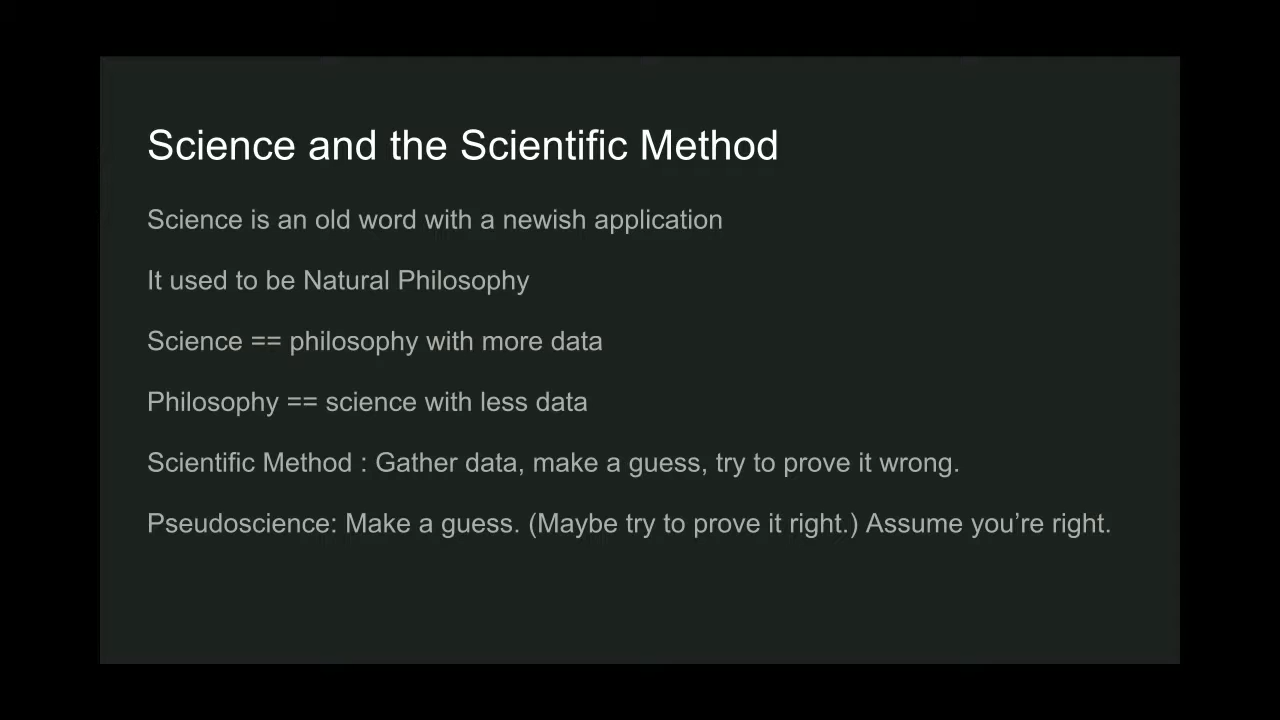 Science and the Scientific Method
Science is an old word with a newish application
It used to be Natural Philosophy
Science == philosophy with more data
Philosophy == science with less data
Scientific Method : Gather data, make a guess, try to prove it wrong.
Pseudoscience: Make a guess. (Maybe try to prove it right.) Assume you’re right.